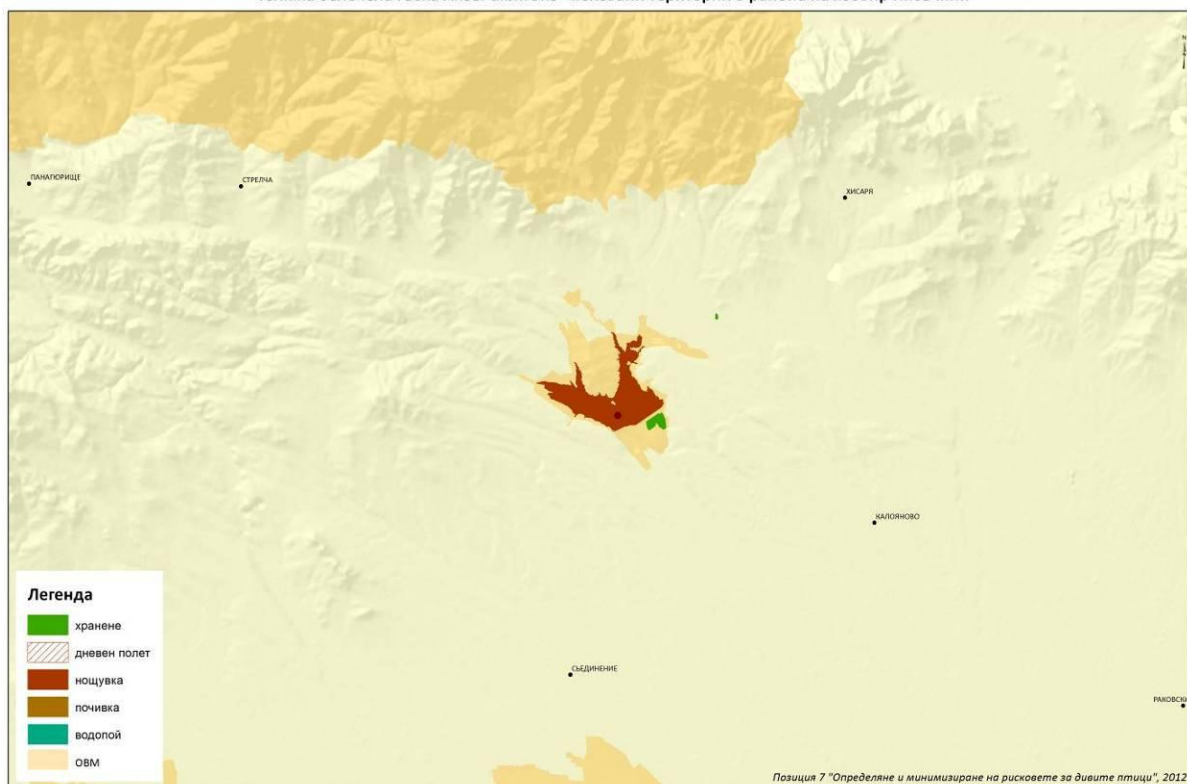 ПАНАГЮРИЩЕ
СТРЕЛЧА
ХИСАРЯ
КАЛОЯНОВО
СЪЕДИНЕНИЕ
РАКОВСКИ
Легенда
хранене
дневен полет
нощувка
почивка
водопой
ОВМ
Позиция 7 "Определяне и минимизиране на рисковете за дивите птици", 2012